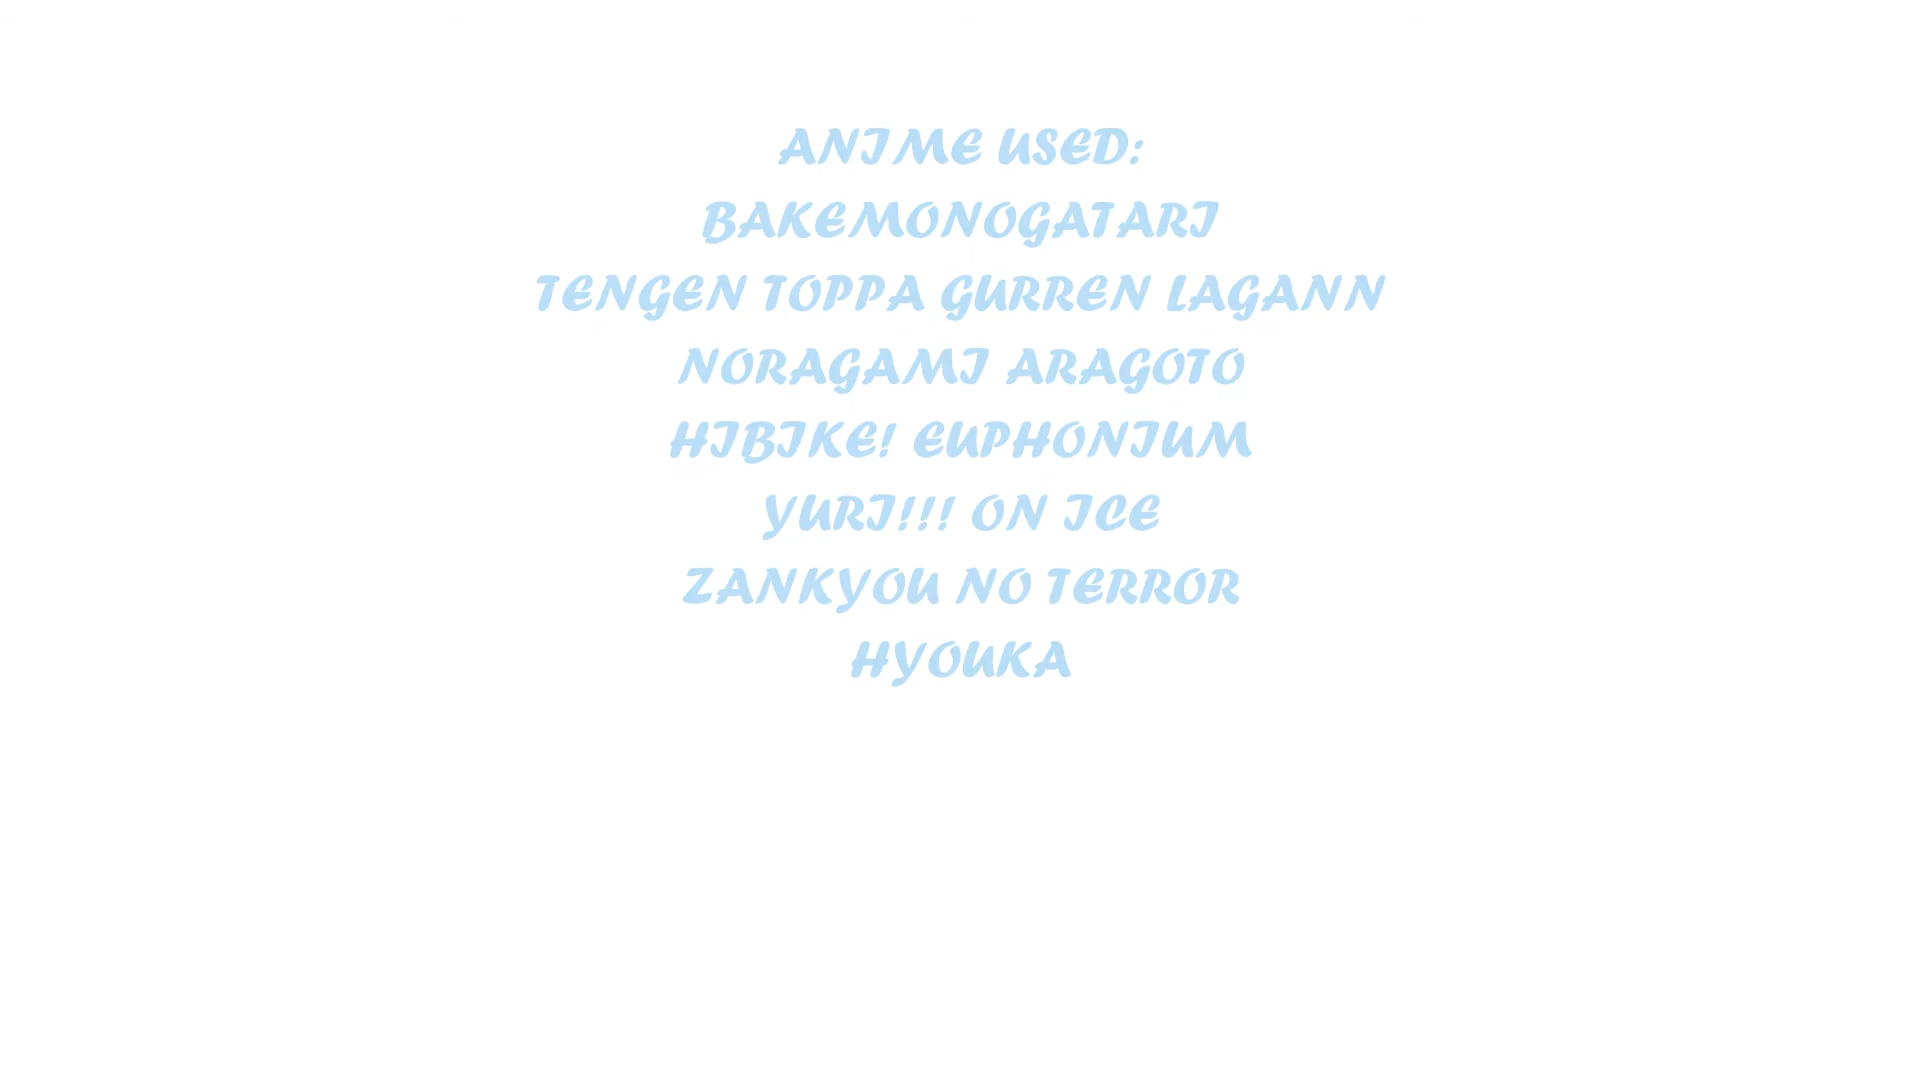 ANIME USED:
BAKEMONOGATARI
TENGEN TOPPA GURREN LAGANN
NORAGAMI ARAGOTO
HIBIKE! EUPHONIUM
YURI!!! ON ICE
ZANKYOU NO TERROR
HYOUKA